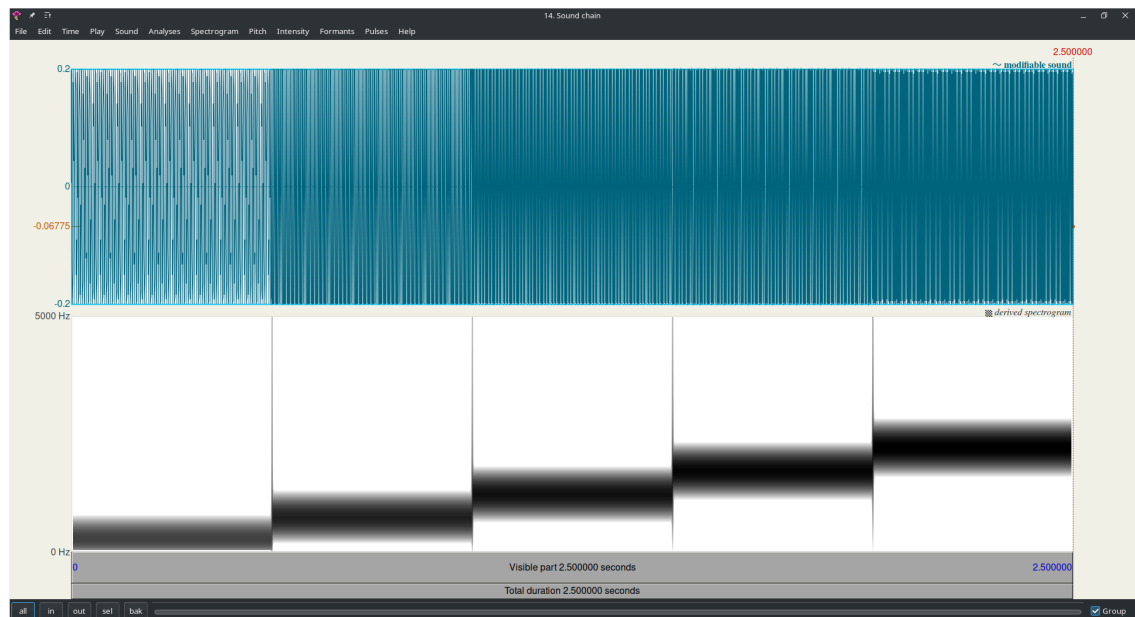 14. Sound chain
File Edit Time Play Sound Analyses Spectrogram Pitch Intensity Formants Pulses Help
2.500000
0.2
~ modifiable sound
0
-0.06775
-0.2
5000 Hz
derived spectrogram
0 Hz
0 Visible part 2.500000 seconds 2.500000
Total duration 2.500000 seconds
all in out sel bak Group